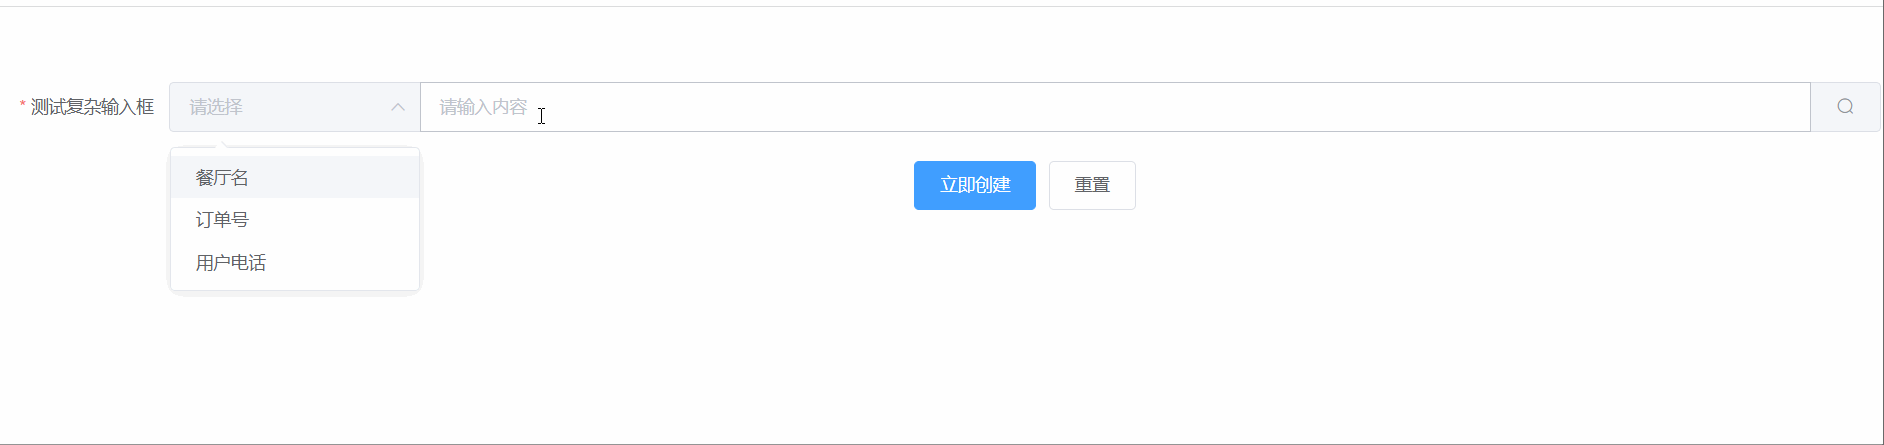 * 测试复杂输入框 请选择 请输入内容
餐厅名
立即创建 重置
订单号
用户电话